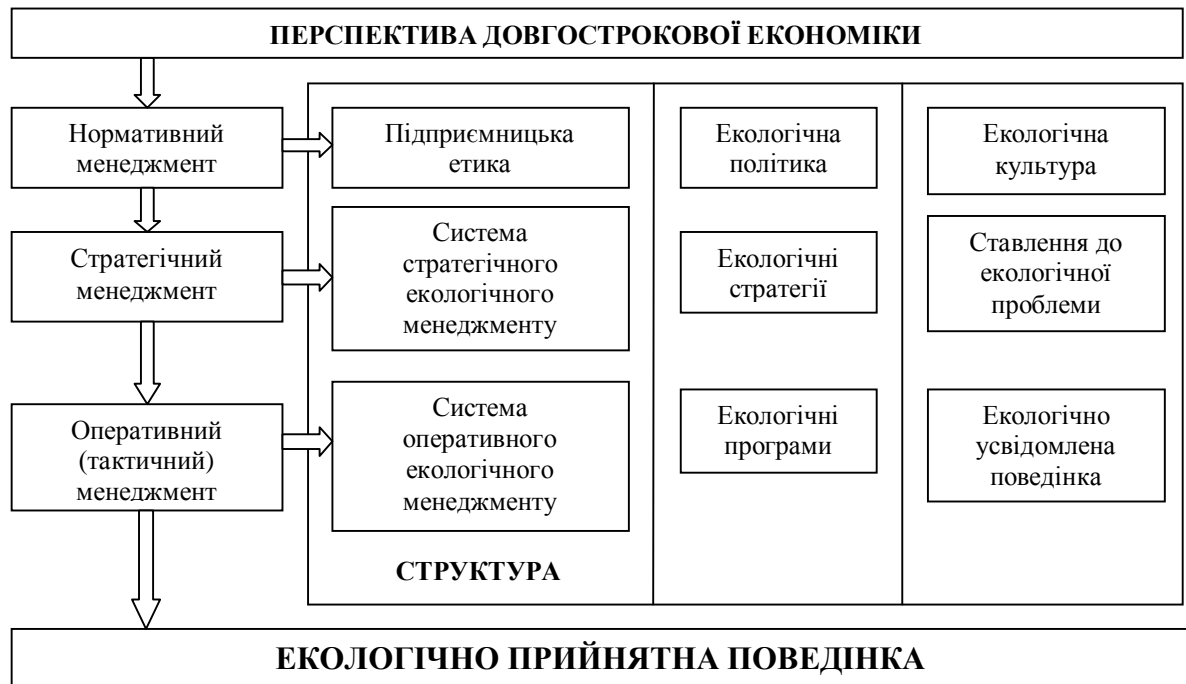 ПЕРСПЕКТИВА ДОВГОСТРОКОВОЇ ЕКОНОМІКИ
Нормативний
менеджмент
Підприємницька
етика
Екологічна
політика
Екологічна
культура
Стратегічний
менеджмент
Система
стратегічного
екологічного
менеджменту
Екологічні
стратегії
Ставлення до
екологічної
проблеми
Оперативний
(тактичний)
менеджмент
Система
оперативного
екологічного
менеджменту
Екологічні
програми
Екологічно
усвідомлена
поведінка
СТРУКТУРА
ЕКОЛОГІЧНО ПРИЙНЯТНА ПОВЕДІНКА